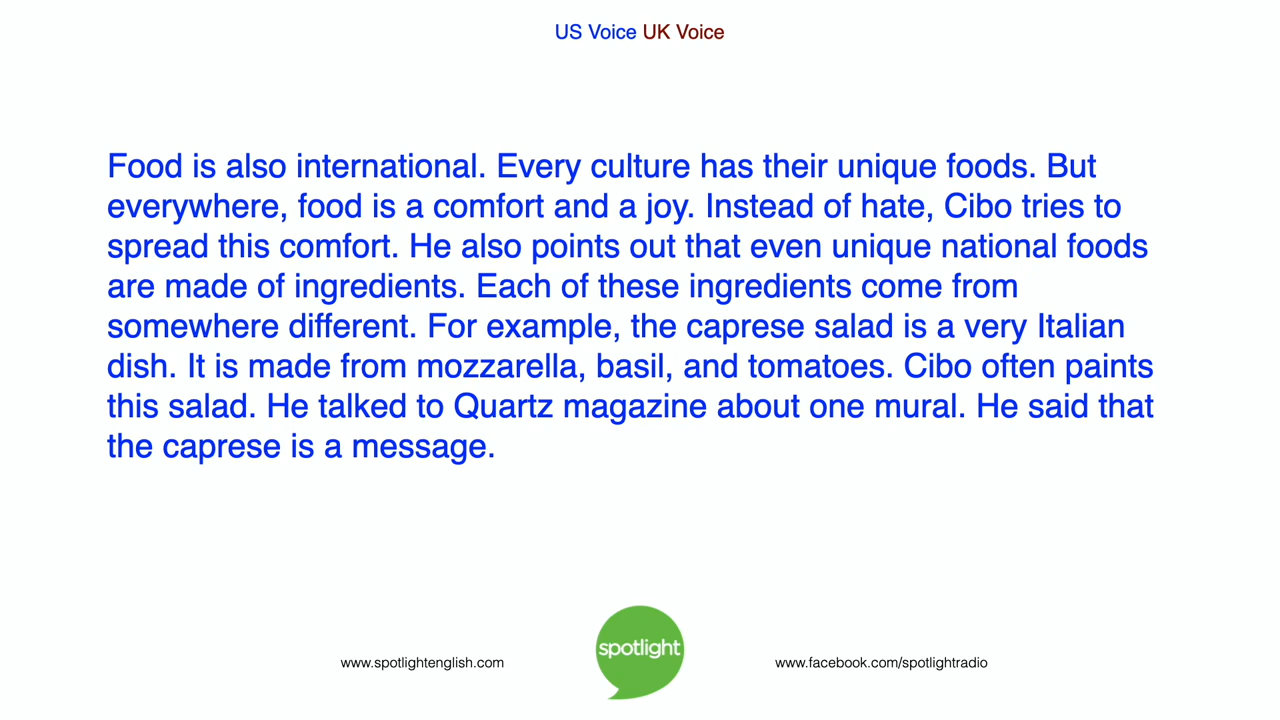 US Voice UK Voice
Food is also international. Every culture has their unique foods. But
everywhere, food is a comfort and a joy. Instead of hate, Cibo tries to
spread this comfort. He also points out that even unique national foods
are made of ingredients. Each of these ingredients come from
somewhere different. For example, the caprese salad is a very Italian
dish. It is made from mozzarella, basil, and tomatoes. Cibo often paints
this salad. He talked to Quartz magazine about one mural. He said that
the caprese is a message.
www.spotlightenglish.com
spotlight
www.facebook.com/spotlightradio